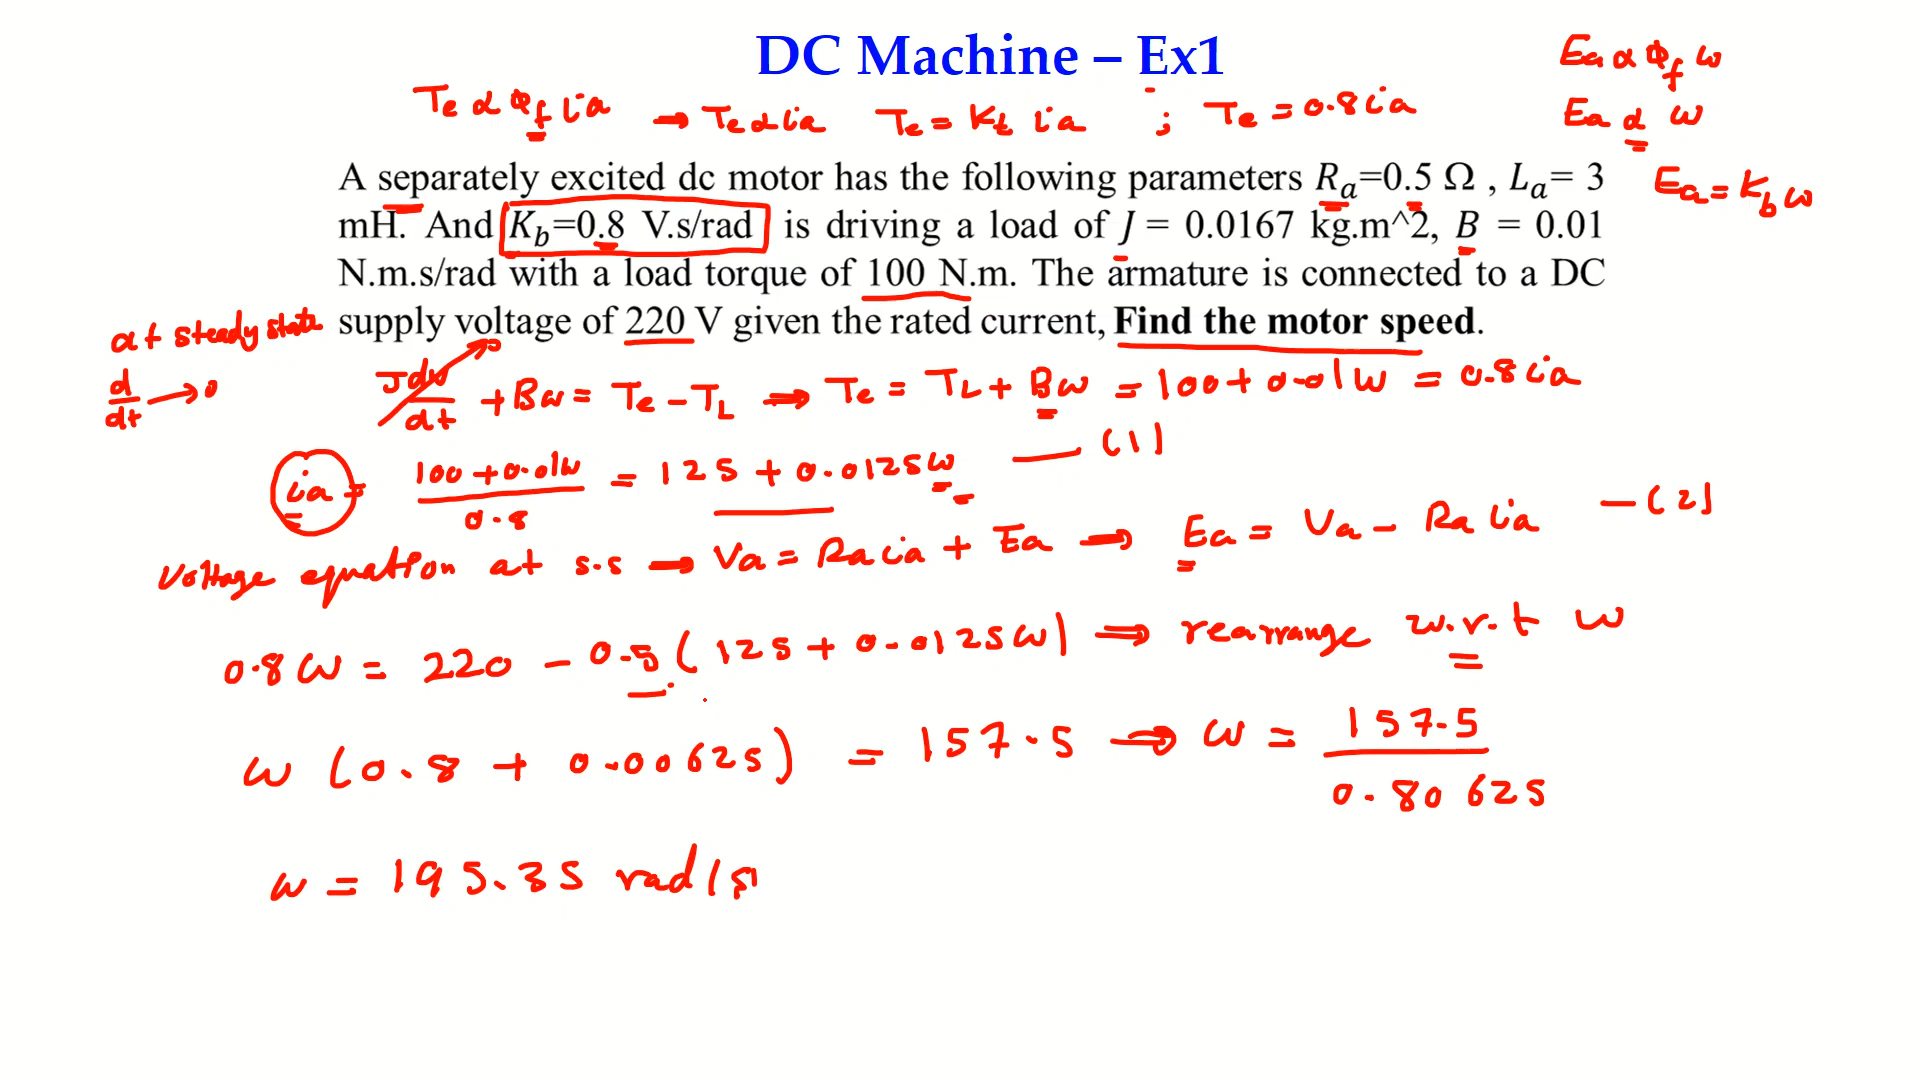 DC Machine – Ex1
Ea α Φf ω
Te α Φf ia → Te α ia Te = Kt ia ; Te = 0.8 ia
Ea α ω
Ea = Kb ω
A separately excited dc motor has the following parameters Ra=0.5 Ω , La= 3
mH. And Kb=0.8 V.s/rad is driving a load of J = 0.0167 kg.m^2, B = 0.01
N.m.s/rad with a load torque of 100 N.m. The armature is connected to a DC
supply voltage of 220 V given the rated current, Find the motor speed.
at steady state
d/dt → 0
J dω/dt → 0 + Bω = Te - TL ⇒ Te = TL + Bω = 100 + 0.01ω = 0.8 ia
ia = (100 + 0.01ω)/0.8 = 125 + 0.0125ω — (1)
Voltage equation at s.s → Va = Ra ia + Ea → Ea = Va - Ra ia — (2)
0.8ω = 220 - 0.5 (125 + 0.0125ω) ⇒ rearrange w.r.t ω
ω (0.8 + 0.00625) = 157.5 ⇒ ω = 157.5/0.80625
ω = 195.35 rad/s